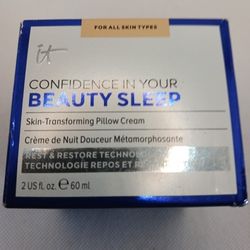 FOR ALL SKIN TYPES
it
CONFIDENCE IN YOUR
BEAUTY SLEEP
Skin-Transforming Pillow Cream
Crème de Nuit Douceur Métamorphosante
REST & RESTORE TECHNOLOGY
TECHNOLOGIE REPOS ET
2 US fl. oz. e 60 ml